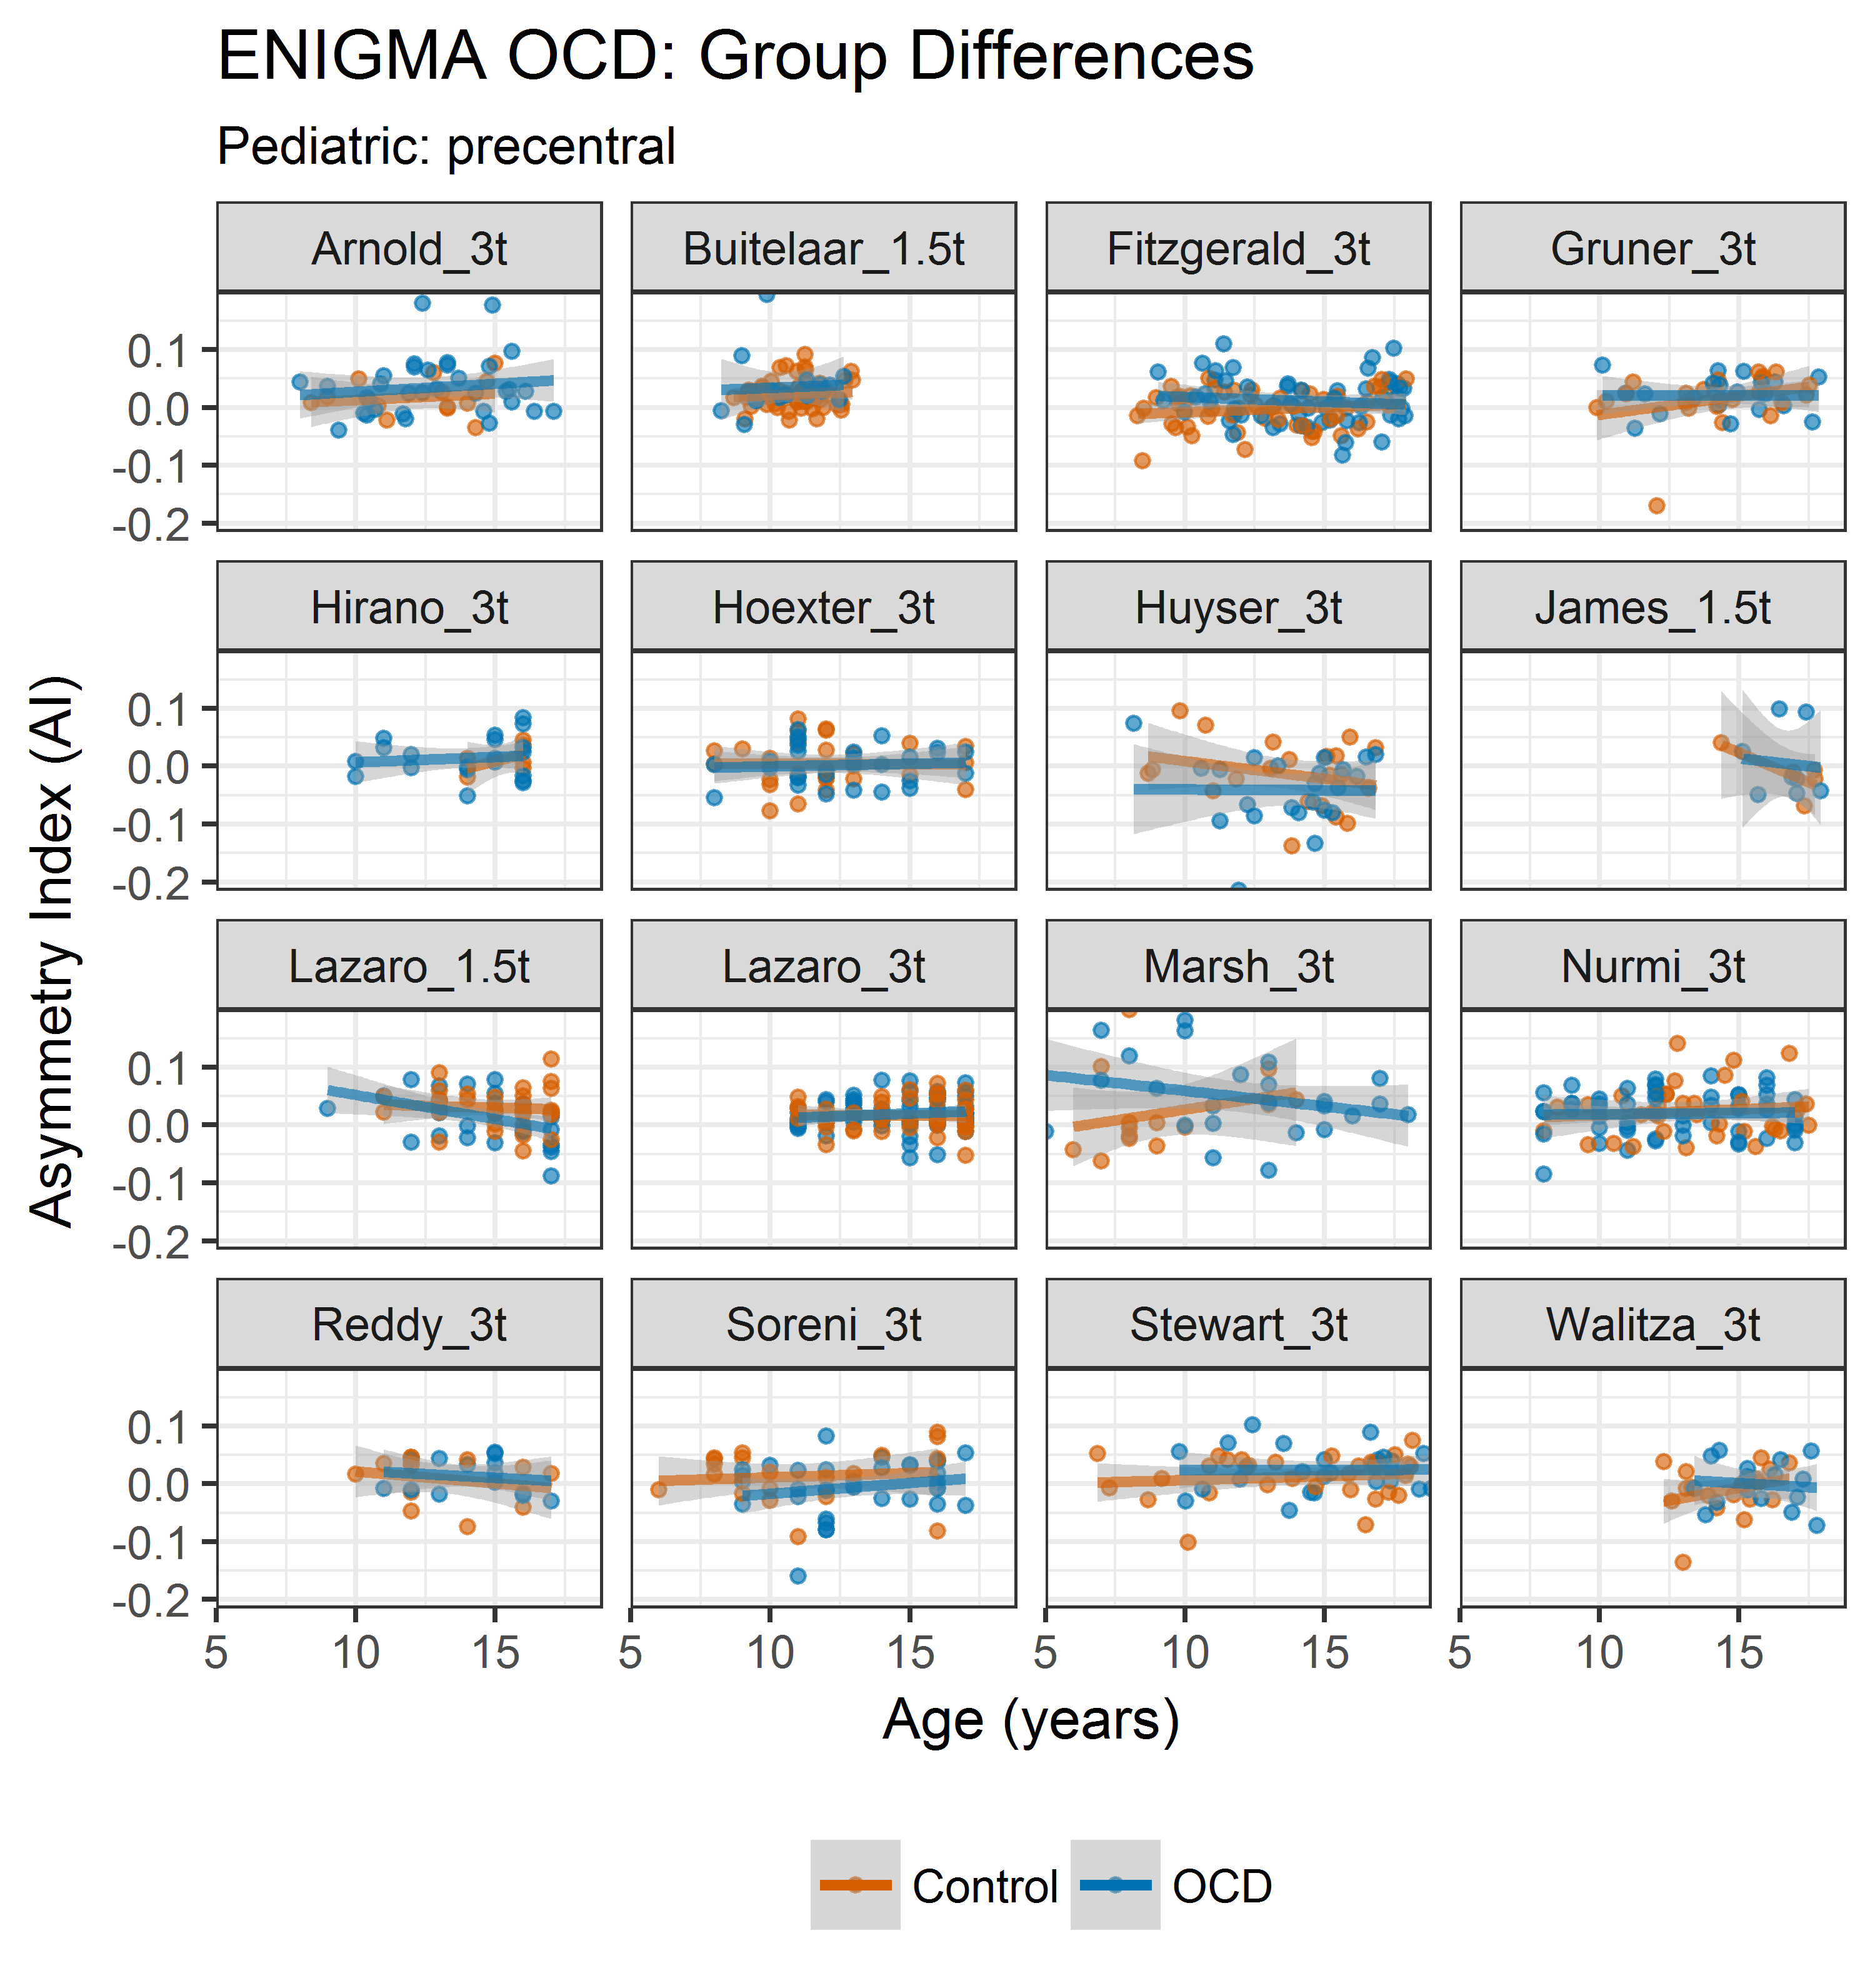 ENIGMA OCD: Group Differences
Pediatric: precentral
Arnold_3t Buitelaar_1.5t Fitzgerald_3t Gruner_3t
0.1
0.0
-0.1
-0.2
Hirano_3t Hoexter_3t Huyser_3t James_1.5t
0.1
0.0
-0.1
-0.2
Lazaro_1.5t Lazaro_3t Marsh_3t Nurmi_3t
0.1
0.0
-0.1
-0.2
Reddy_3t Soreni_3t Stewart_3t Walitza_3t
0.1
0.0
-0.1
-0.2
5 10 15 5 10 15 5 10 15 5 10 15
Asymmetry Index (AI)
Age (years)
Control OCD